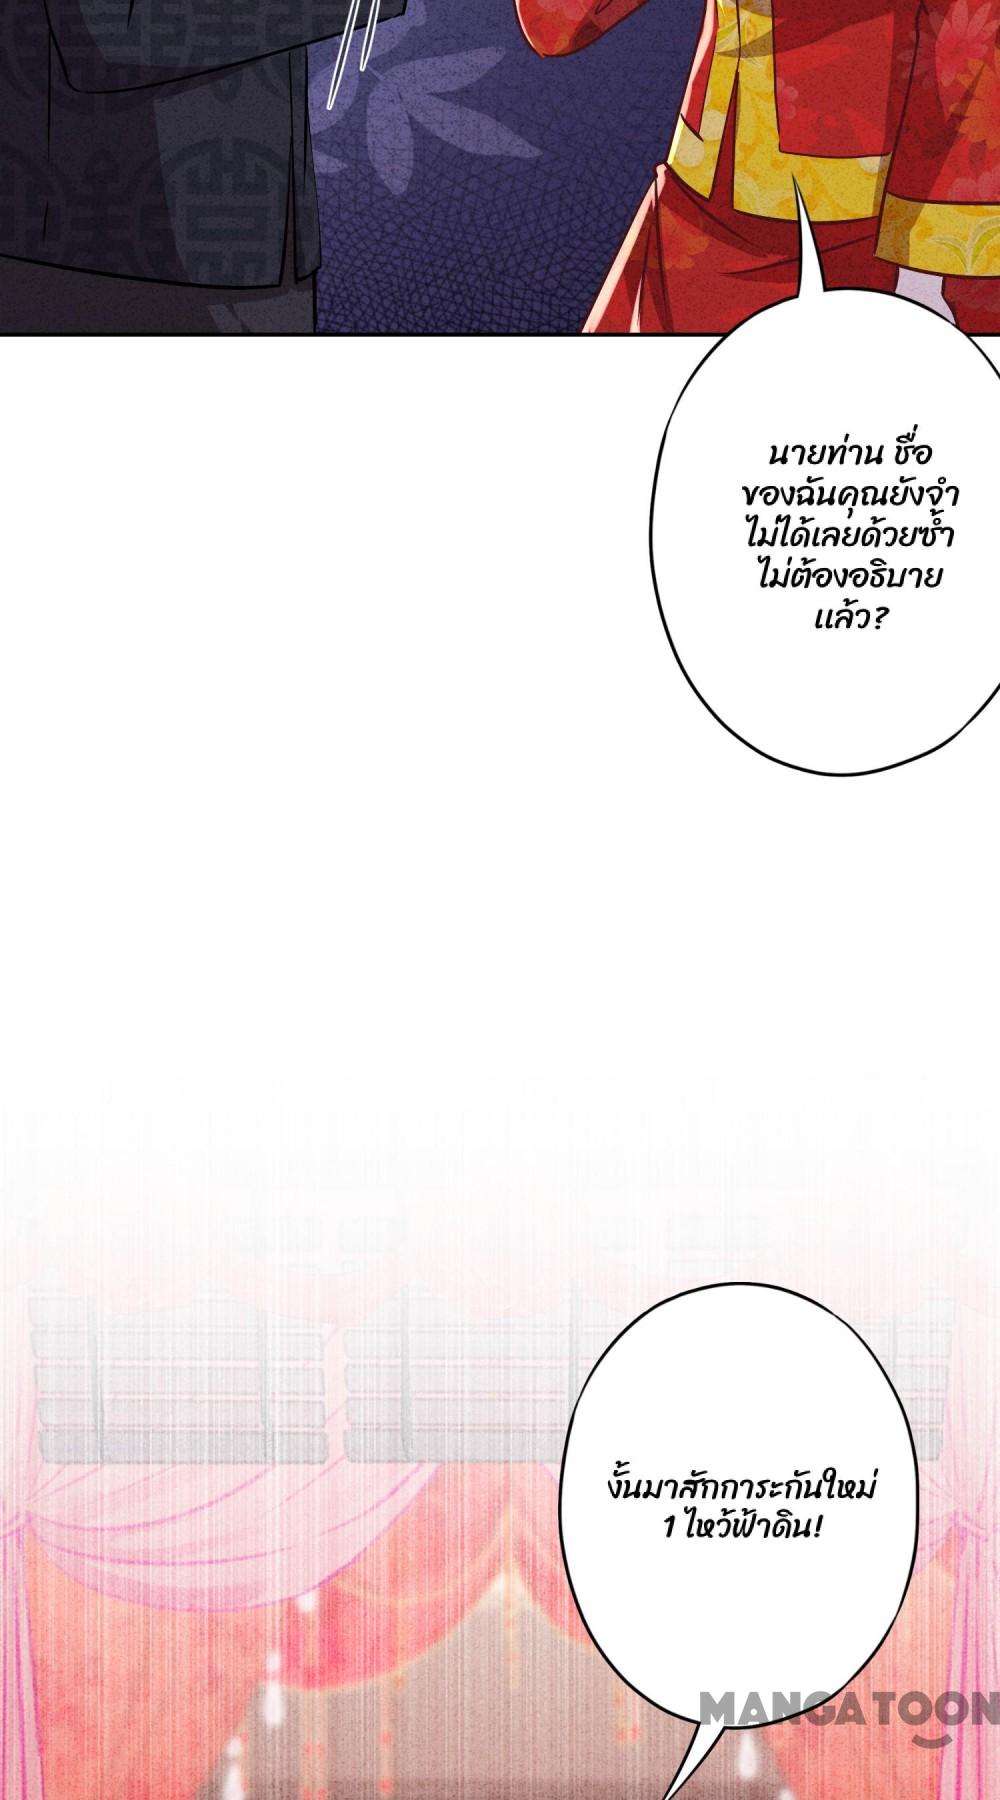 นายท่าน ชื่อ
ของฉันคุณยังจำ
ไม่ได้เลยด้วยซ้ำ
ไม่ต้องอธิบาย
แล้ว?
งั้นมาสักการะกันใหม่
1 ไหว้ฟ้าดิน!
MANGATOON